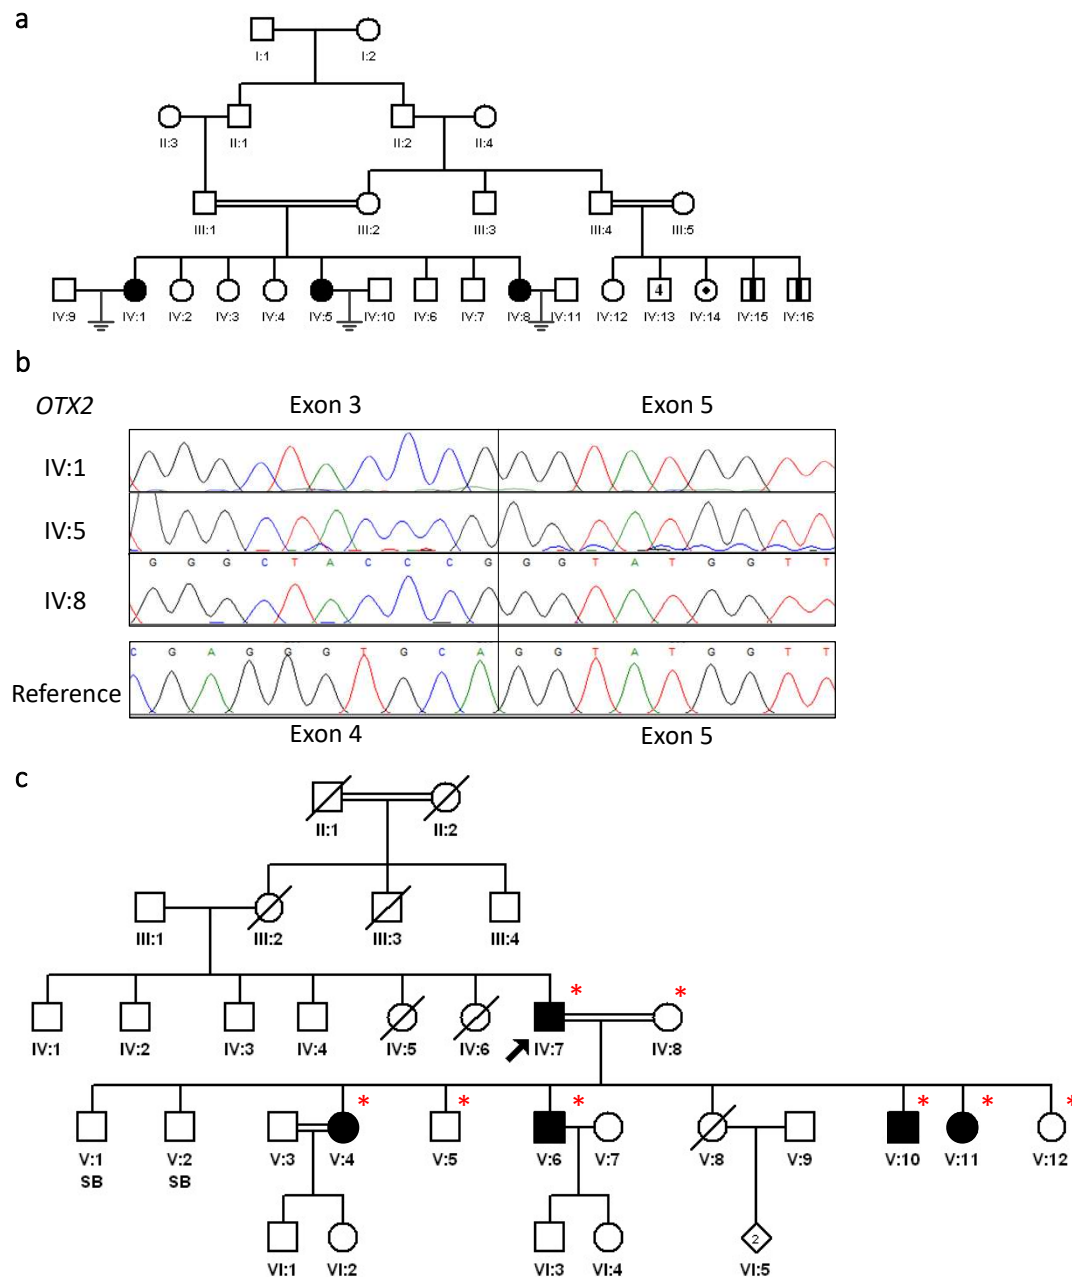 a
I:1 I:2
II:3 II:1 II:2 II:4
III:1 III:2 III:3 III:4 III:5
4
IV:9 IV:1 IV:2 IV:3 IV:4 IV:5 IV:10 IV:6 IV:7 IV:8 IV:11 IV:12 IV:13 IV:14 IV:15 IV:16
b
OTX2 Exon 3 Exon 5
IV:1
IV:5
G G G C T A C C C G G G T A T G G T T
IV:8
C G A G G G T G C A G G T A T G G T T
Reference
Exon 4 Exon 5
c
II:1 II:2
III:1 III:2 III:3 III:4
* *
IV:1 IV:2 IV:3 IV:4 IV:5 IV:6 IV:7 IV:8
* * * * * *
V:1 V:2 V:3 V:4 V:5 V:6 V:7 V:8 V:9 V:10 V:11 V:12
SB SB
2
VI:1 VI:2 VI:3 VI:4 VI:5